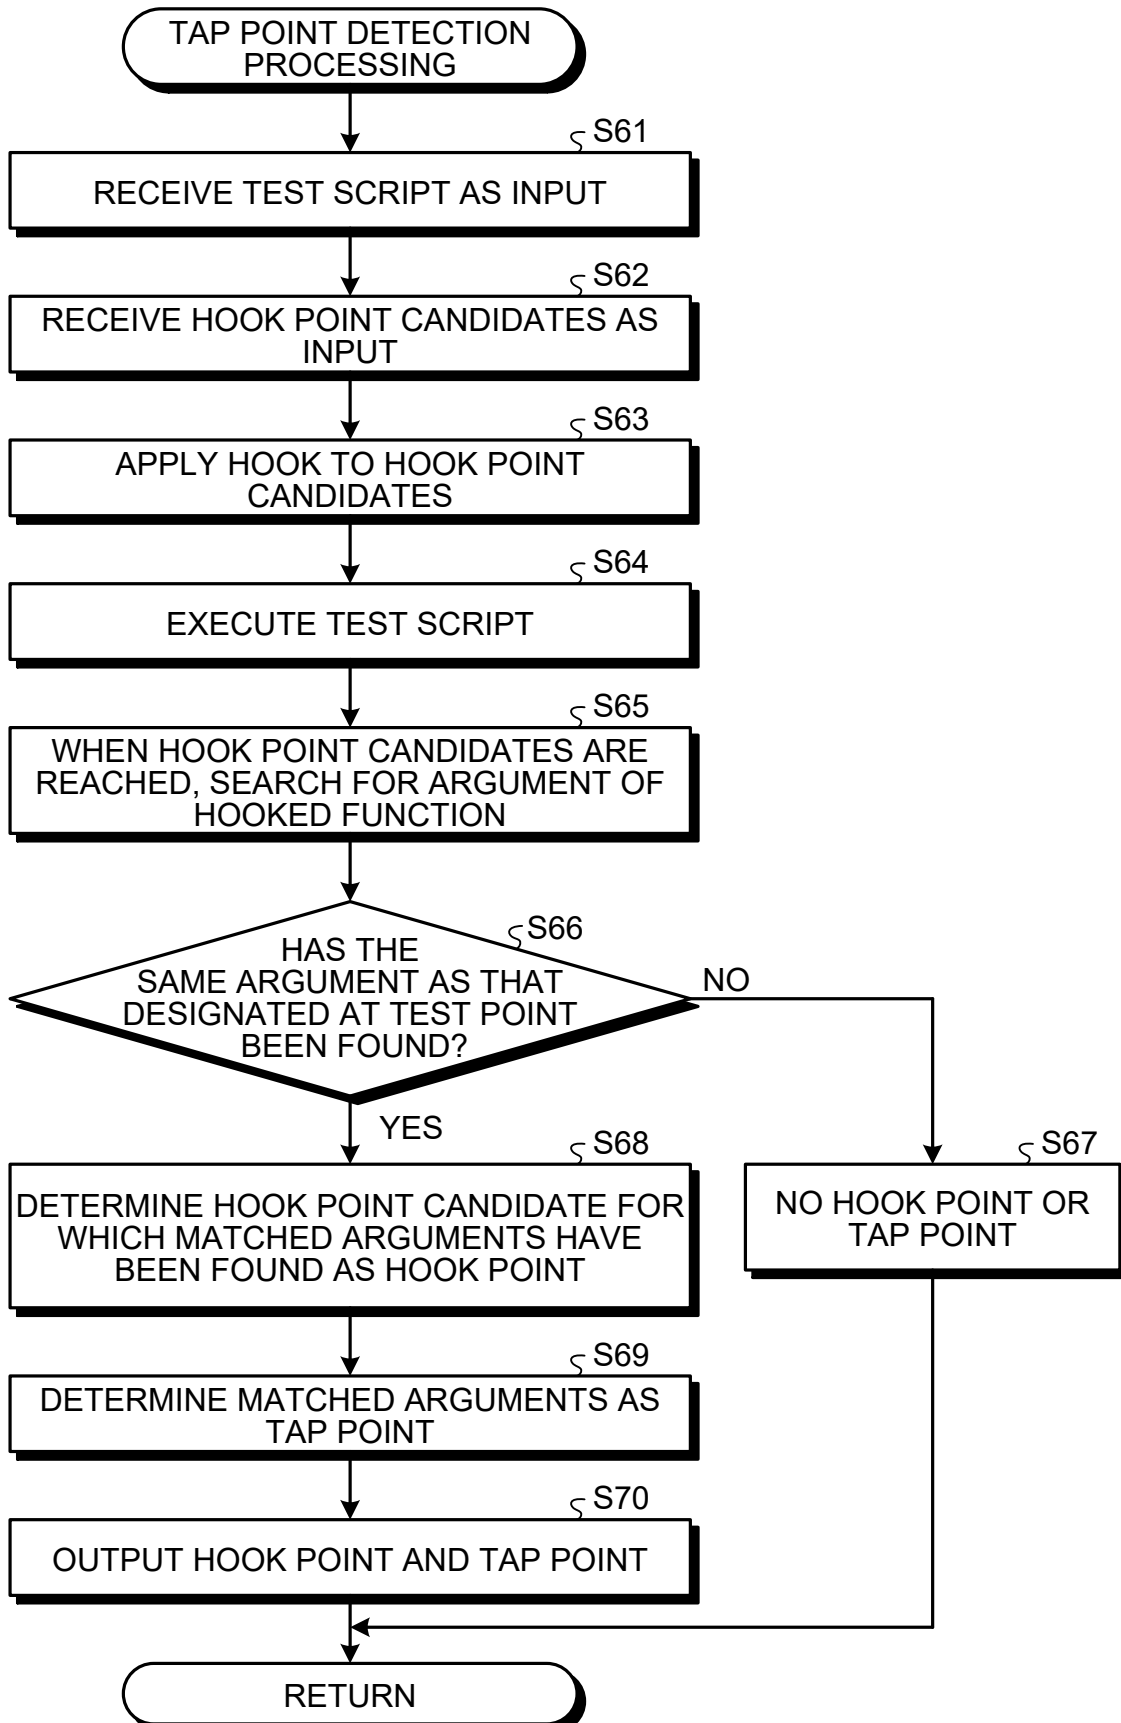 TAP POINT DETECTION
PROCESSING
S61
RECEIVE TEST SCRIPT AS INPUT
S62
RECEIVE HOOK POINT CANDIDATES AS
INPUT
S63
APPLY HOOK TO HOOK POINT
CANDIDATES
S64
EXECUTE TEST SCRIPT
S65
WHEN HOOK POINT CANDIDATES ARE
REACHED, SEARCH FOR ARGUMENT OF
HOOKED FUNCTION
S66
HAS THE
SAME ARGUMENT AS THAT
DESIGNATED AT TEST POINT
BEEN FOUND?
NO
YES
S68
DETERMINE HOOK POINT CANDIDATE FOR
WHICH MATCHED ARGUMENTS HAVE
BEEN FOUND AS HOOK POINT
S67
NO HOOK POINT OR
TAP POINT
S69
DETERMINE MATCHED ARGUMENTS AS
TAP POINT
S70
OUTPUT HOOK POINT AND TAP POINT
RETURN